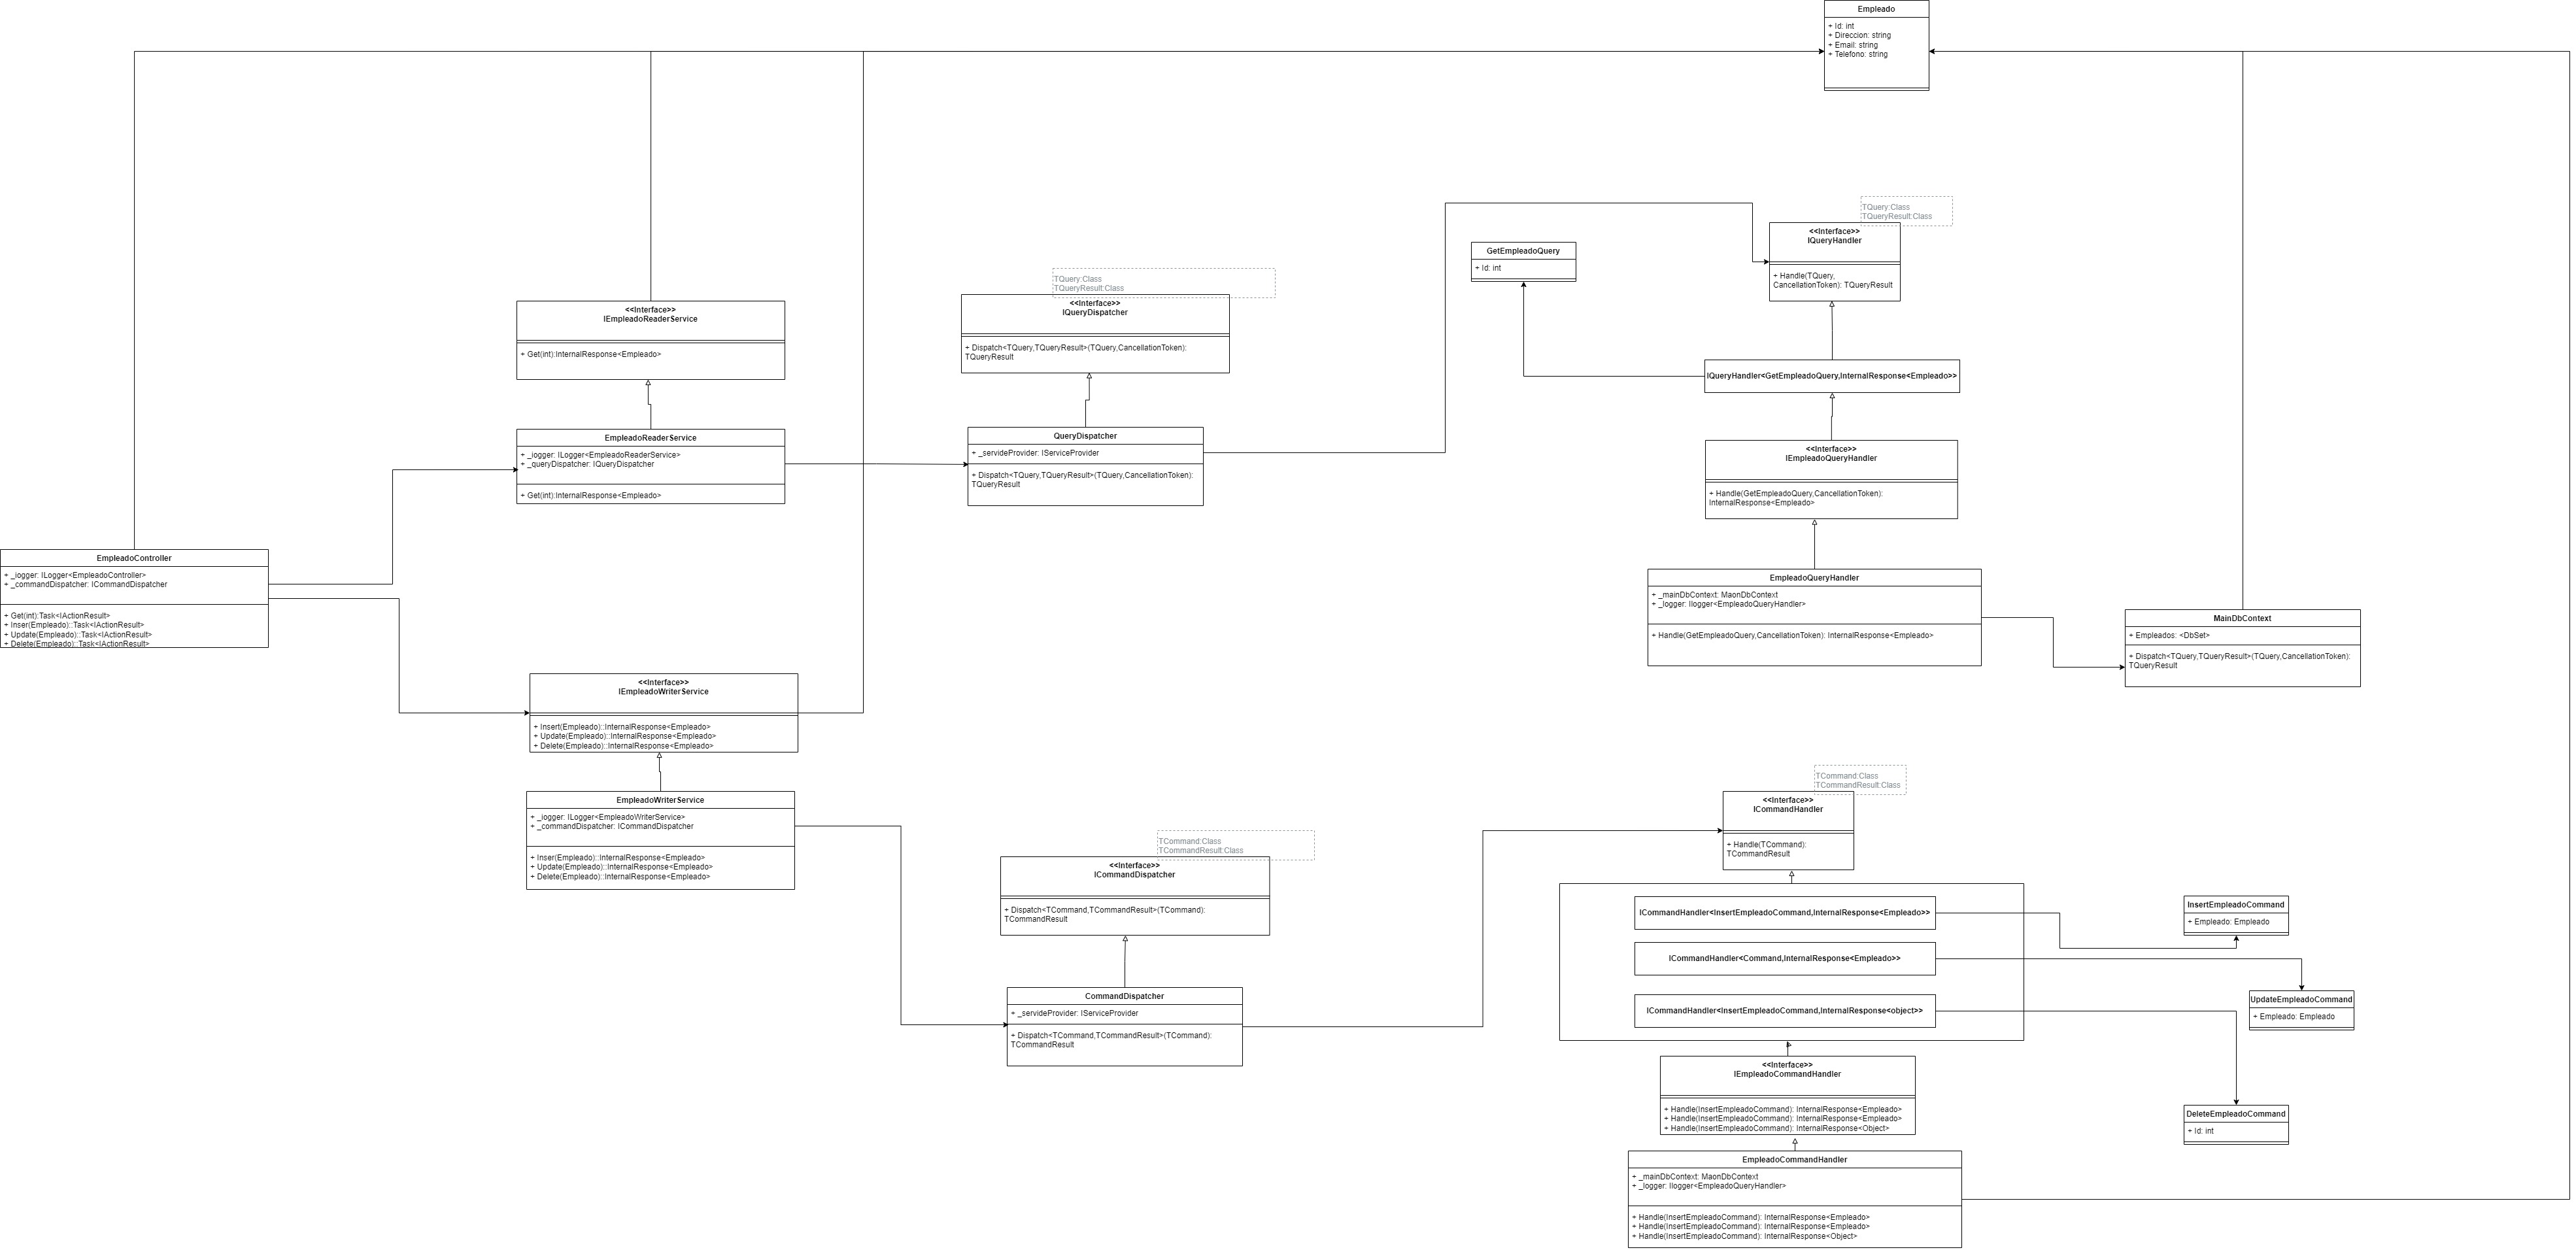 Empleado
+ Id: int
+ Direccion: string
+ Email: string
+ Telefono: string
TQuery:Class
TQueryResult:Class
<<Interface>>
IQueryHandler
+ Handle(TQuery,
CancellationToken): TQueryResult
GetEmpleadoQuery
+ Id: int
TQuery:Class
TQueryResult:Class
<<Interface>>
IQueryDispatcher
+ Dispatch<TQuery,TQueryResult>(TQuery,CancellationToken):
TQueryResult
<<Interface>>
IEmpleadoReaderService
+ Get(int):InternalResponse<Empleado>
IQueryHandler<GetEmpleadoQuery,InternalResponse<Empleado>>
EmpleadoReaderService
+ _iogger: ILogger<EmpleadoReaderService>
+ _queryDispatcher: IQueryDispatcher
+ Get(int):InternalResponse<Empleado>
QueryDispatcher
+ _servideProvider: IServiceProvider
+ Dispatch<TQuery,TQueryResult>(TQuery,CancellationToken):
TQueryResult
<<Interface>>
IEmpleadoQueryHandler
+ Handle(GetEmpleadoQuery,CancellationToken):
InternalResponse<Empleado>
EmpleadoController
+ _iogger: ILogger<EmpleadoController>
+ _commandDispatcher: ICommandDispatcher
+ Get(int):Task<IActionResult>
+ Inser(Empleado)::Task<IActionResult>
+ Update(Empleado)::Task<IActionResult>
+ Delete(Empleado)::Task<IActionResult>
EmpleadoQueryHandler
+ _mainDbContext: MaonDbContext
+ _logger: Ilogger<EmpleadoQueryHandler>
+ Handle(GetEmpleadoQuery,CancellationToken): InternalResponse<Empleado>
MainDbContext
+ Empleados: <DbSet>
+ Dispatch<TQuery,TQueryResult>(TQuery,CancellationToken):
TQueryResult
<<Interface>>
IEmpleadoWriterService
+ Insert(Empleado)::InternalResponse<Empleado>
+ Update(Empleado)::InternalResponse<Empleado>
+ Delete(Empleado)::InternalResponse<Empleado>
EmpleadoWriterService
+ _iogger: ILogger<EmpleadoWriterService>
+ _commandDispatcher: ICommandDispatcher
+ Inser(Empleado)::InternalResponse<Empleado>
+ Update(Empleado)::InternalResponse<Empleado>
+ Delete(Empleado)::InternalResponse<Empleado>
TCommand:Class
TCommandResult:Class
<<Interface>>
ICommandHandler
+ Handle(TCommand):
TCommandResult
TCommand:Class
TCommandResult:Class
<<Interface>>
ICommandDispatcher
+ Dispatch<TCommand,TCommandResult>(TCommand):
TCommandResult
CommandDispatcher
+ _servideProvider: IServiceProvider
+ Dispatch<TCommand,TCommandResult>(TCommand):
TCommandResult
ICommandHandler<InsertEmpleadoCommand,InternalResponse<Empleado>>
ICommandHandler<Command,InternalResponse<Empleado>>
ICommandHandler<InsertEmpleadoCommand,InternalResponse<object>>
InsertEmpleadoCommand
+ Empleado: Empleado
UpdateEmpleadoCommand
+ Empleado: Empleado
DeleteEmpleadoCommand
+ Id: int
<<Interface>>
IEmpleadoCommandHandler
+ Handle(InsertEmpleadoCommand): InternalResponse<Empleado>
+ Handle(InsertEmpleadoCommand): InternalResponse<Empleado>
+ Handle(InsertEmpleadoCommand): InternalResponse<Object>
EmpleadoCommandHandler
+ _mainDbContext: MaonDbContext
+ _logger: Ilogger<EmpleadoQueryHandler>
+ Handle(InsertEmpleadoCommand): InternalResponse<Empleado>
+ Handle(InsertEmpleadoCommand): InternalResponse<Empleado>
+ Handle(InsertEmpleadoCommand): InternalResponse<Object>